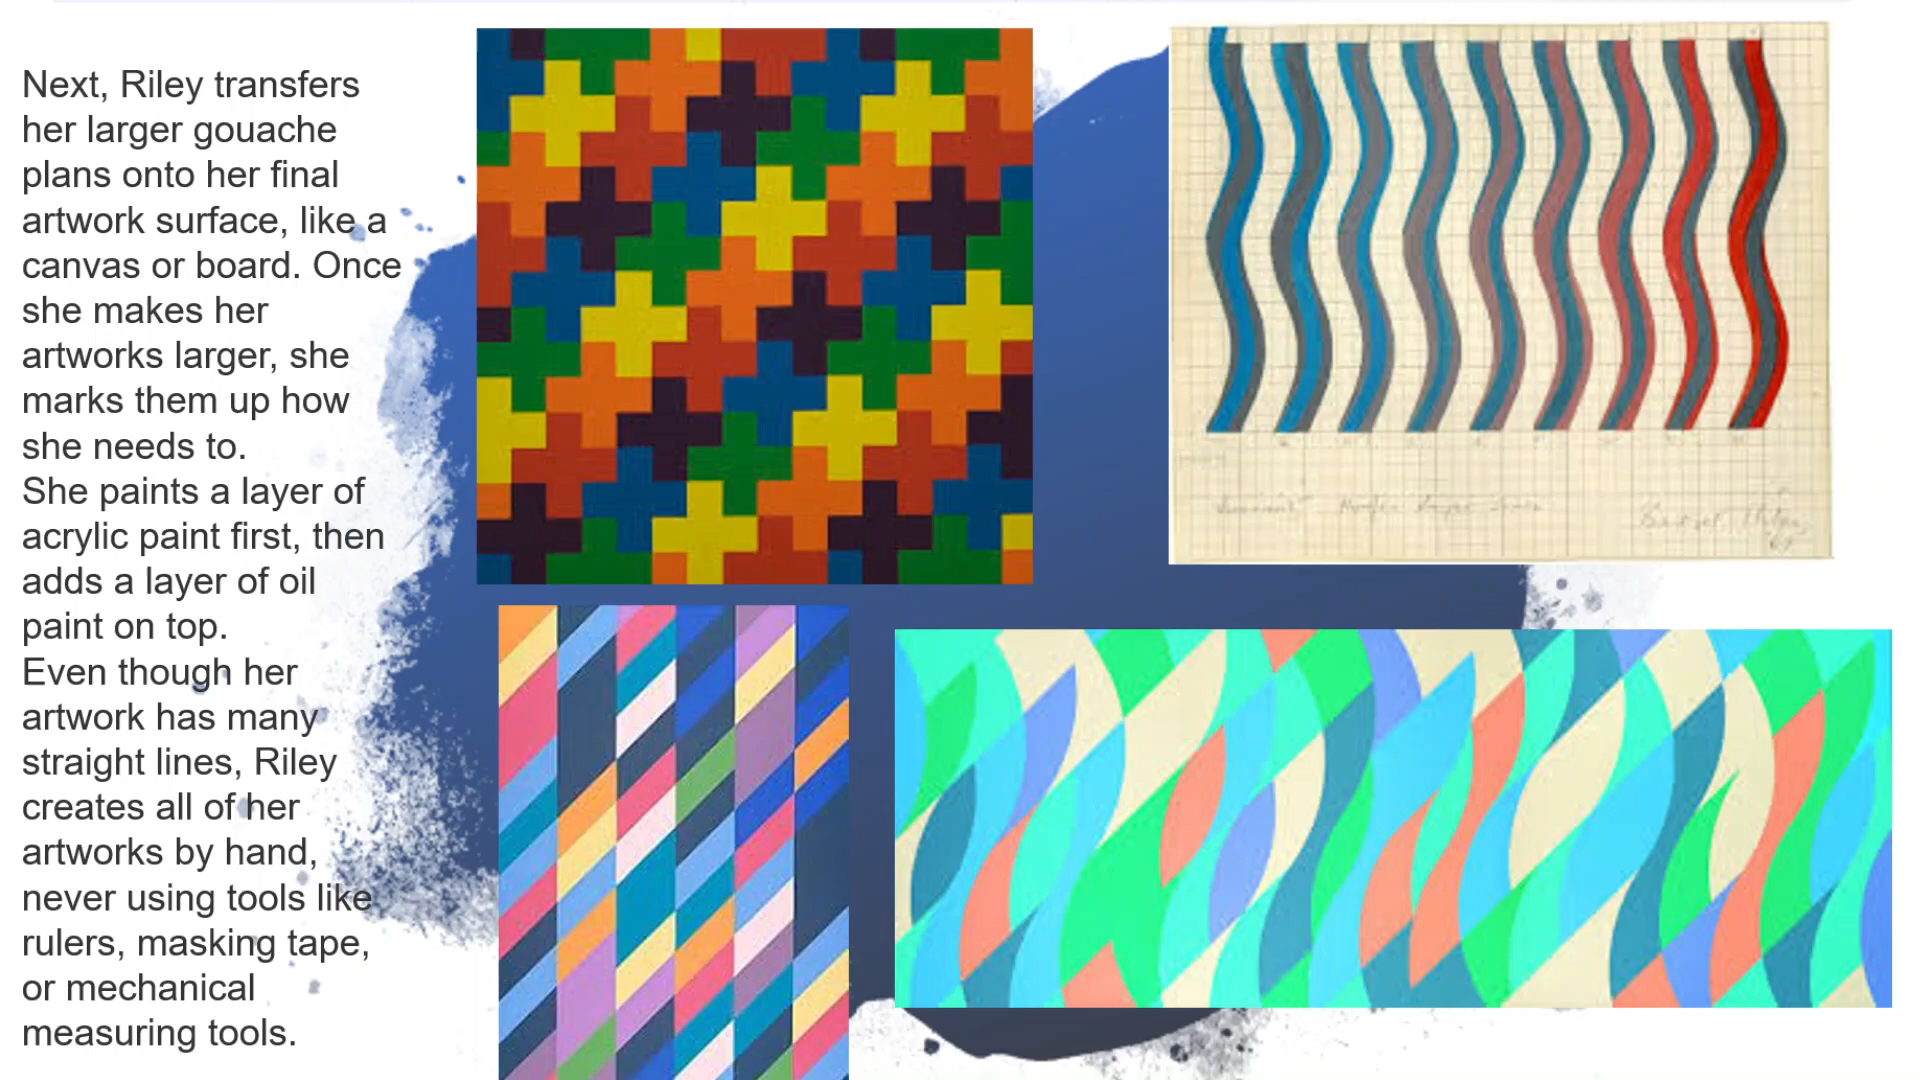 Next, Riley transfers
her larger gouache
plans onto her final
artwork surface, like a
canvas or board. Once
she makes her
artworks larger, she
marks them up how
she needs to.
She paints a layer of
acrylic paint first, then
adds a layer of oil
paint on top.
Even though her
artwork has many
straight lines, Riley
creates all of her
artworks by hand,
never using tools like
rulers, masking tape,
or mechanical
measuring tools.